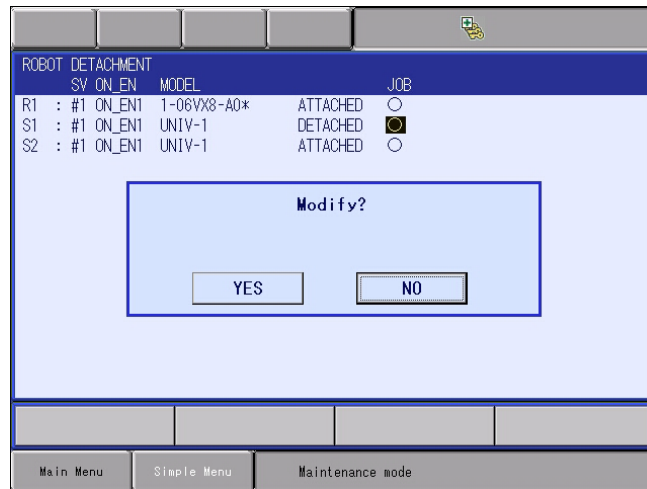 ROBOT DETACHMENT
SV ON_EN MODEL JOB
R1 : #1 ON_EN1 1-06VX8-A0* ATTACHED ○
S1 : #1 ON_EN1 UNIV-1 DETACHED ○
S2 : #1 ON_EN1 UNIV-1 ATTACHED ○
Modify?
YES NO
Main Menu Simple Menu Maintenance mode